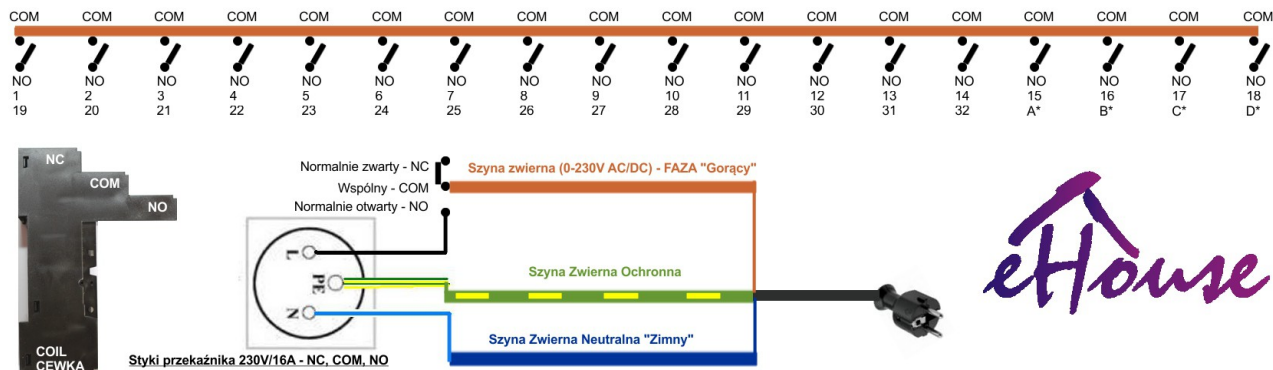 COM COM COM COM COM COM COM COM COM COM COM COM COM COM COM COM COM COM
NO NO NO NO NO NO NO NO NO NO NO NO NO NO NO NO NO NO
1 2 3 4 5 6 7 8 9 10 11 12 13 14 15 16 17 18
19 20 21 22 23 24 25 26 27 28 29 30 31 32 A* B* C* D*
NC
COM
NO
COIL
CEWKA
Normalnie zwarty - NC
Wspólny - COM
Normalnie otwarty - NO
Szyna zwierna (0-230V AC/DC) - FAZA "Gorący"
L
PE
N
Szyna Zwierna Ochronna
Szyna Zwierna Neutralna "Zimny"
Styki przekaźnika 230V/16A - NC, COM, NO
eHouse